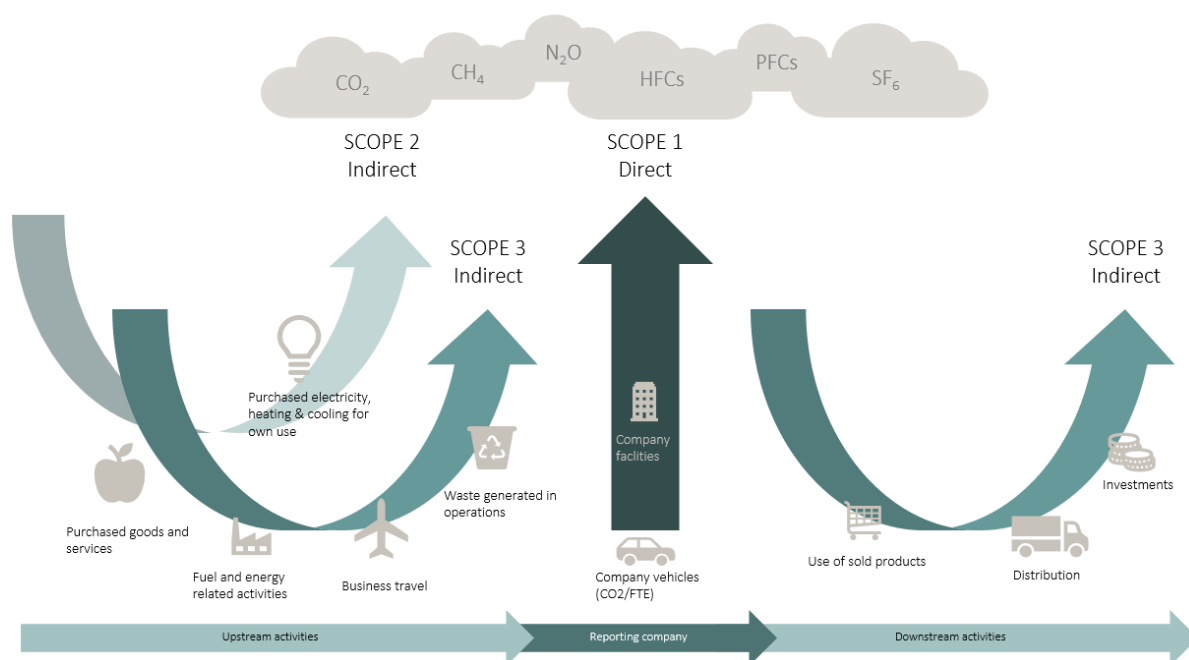 CO₂
CH₄
N₂O
HFCs
PFCs
SF₆
SCOPE 2
Indirect
SCOPE 1
Direct
SCOPE 3
Indirect
SCOPE 3
Indirect
Purchased electricity,
heating & cooling for
own use
Purchased goods and
services
Fuel and energy
related activities
Business travel
Waste generated in
operations
Company
faclities
Company vehicles
(CO2/FTE)
Use of sold products
Distribution
Investments
Upstream activities
Reporting company
Downstream activities